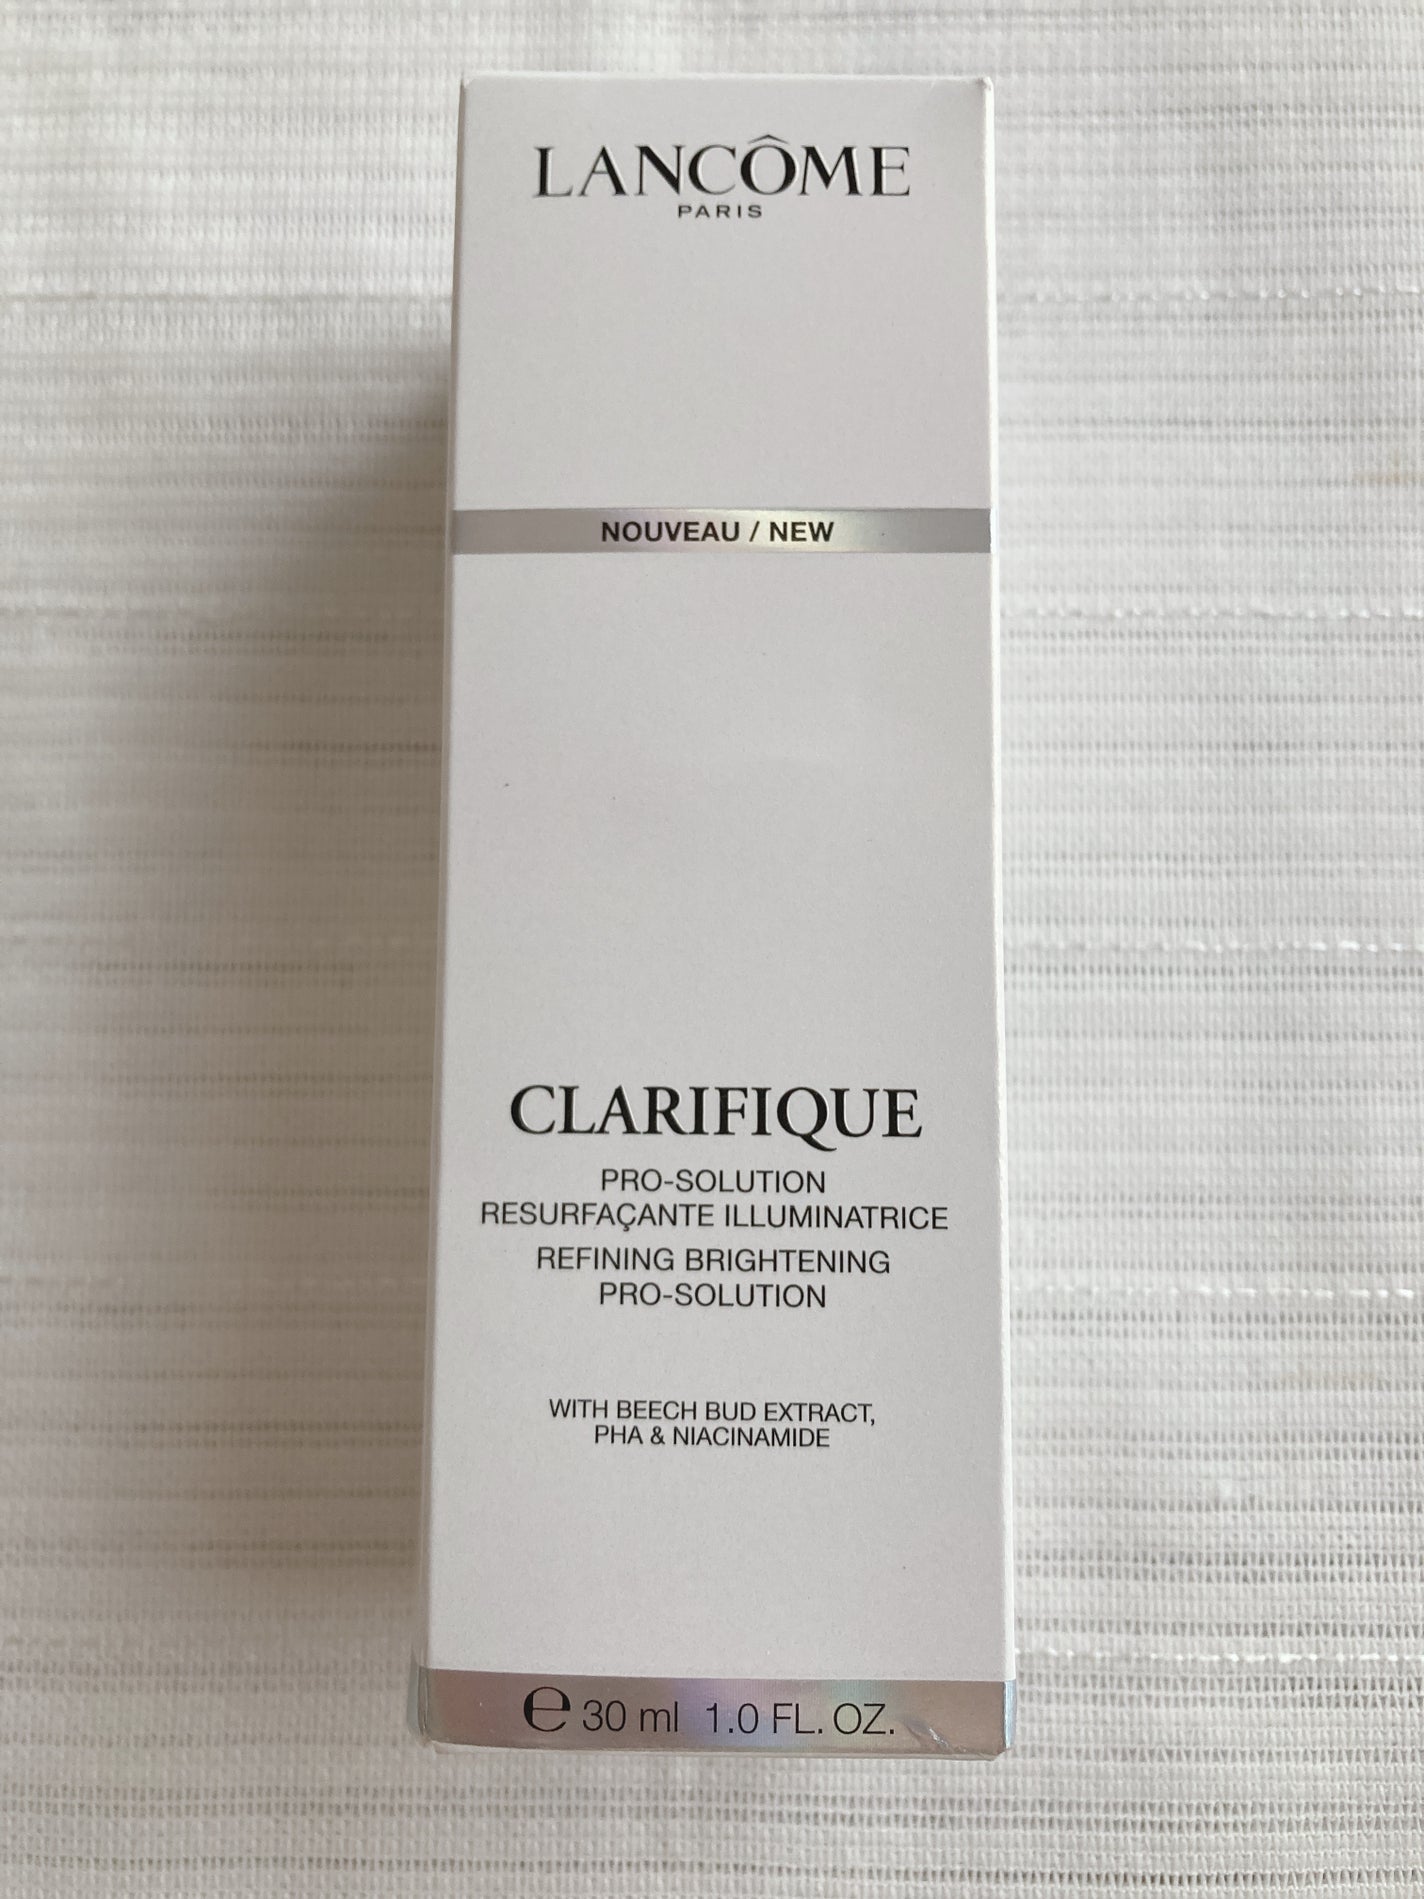 LANCÔME
PARIS
NOUVEAU / NEW
CLARIFIQUE
PRO-SOLUTION
RESURFAÇANTE ILLUMINATRICE
REFINING BRIGHTENING
PRO-SOLUTION
WITH BEECH BUD EXTRACT,
PHA & NIACINAMIDE
℮ 30 ml 1.0 FL. OZ.